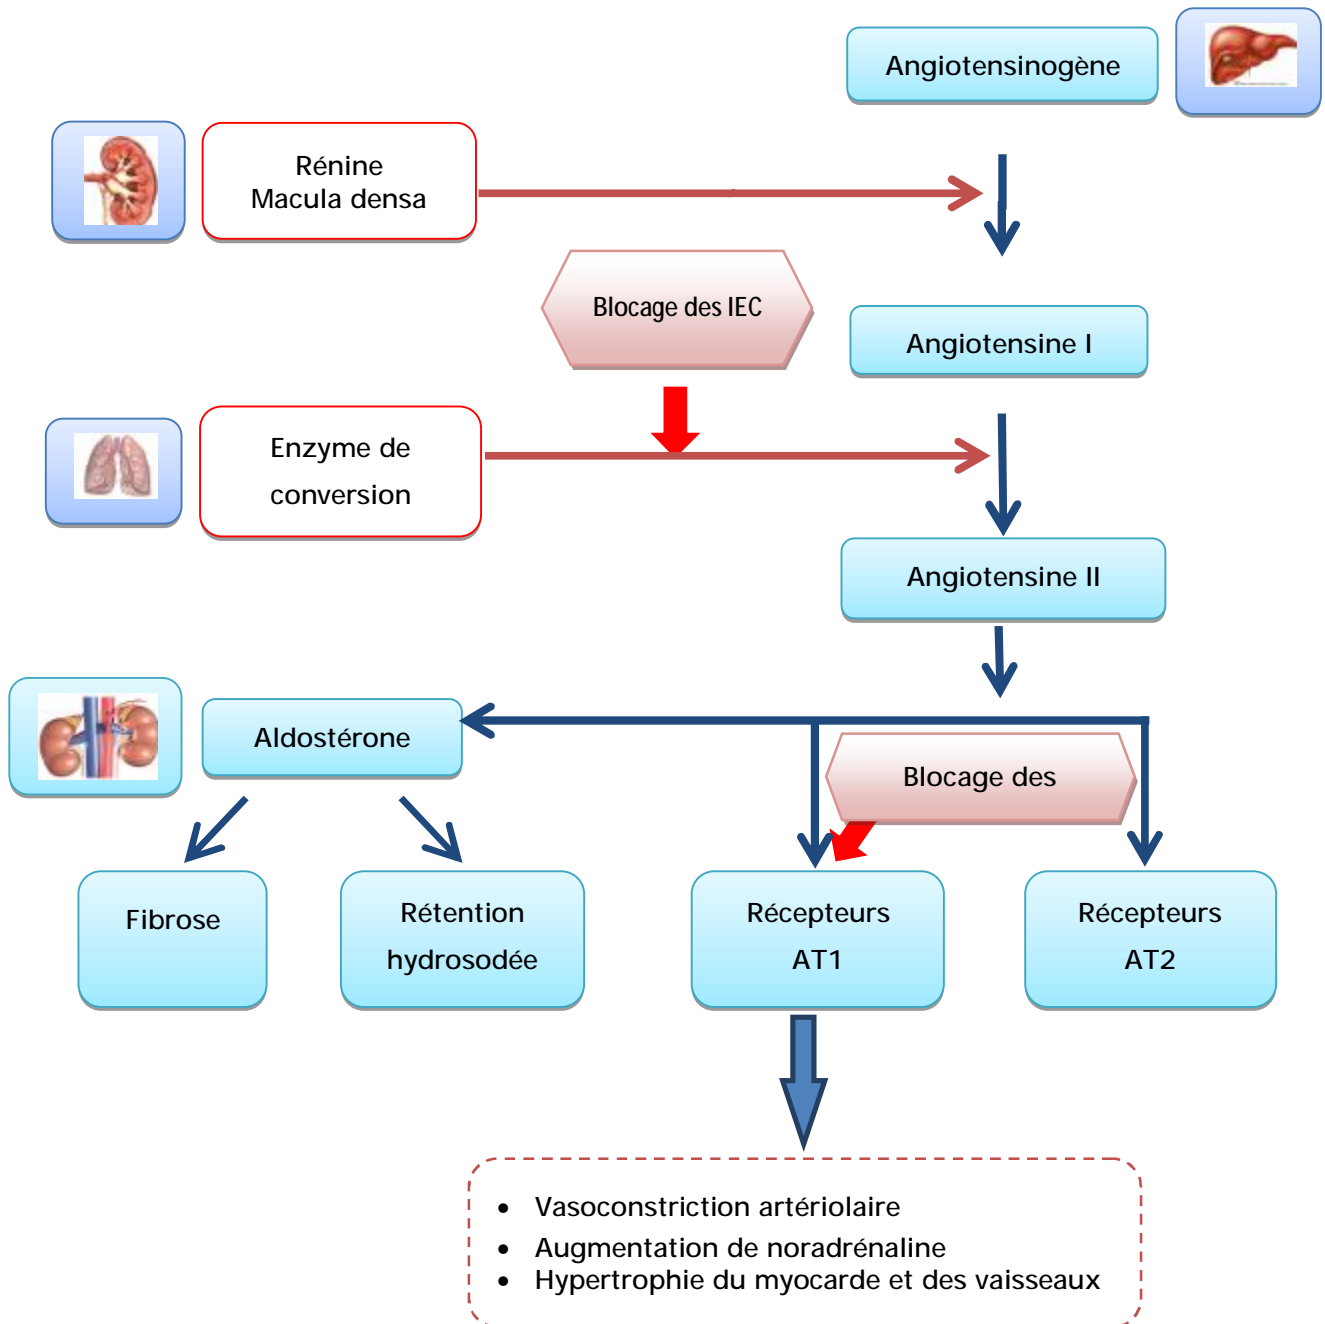 Angiotensinogène
Rénine
Macula densa
Blocage des IEC
Angiotensine I
Enzyme de
conversion
Angiotensine II
Aldostérone
Blocage des
Fibrose
Rétention
hydrosodée
Récepteurs
AT1
Récepteurs
AT2
• Vasoconstriction artériolaire
• Augmentation de noradrénaline
• Hypertrophie du myocarde et des vaisseaux